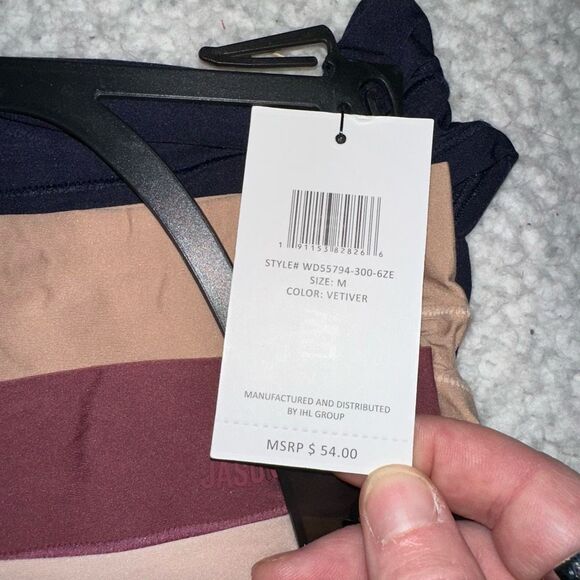 1 91153 82826 6
STYLE# WD55794-300-6ZE
SIZE: M
COLOR: VETIVER
MANUFACTURED AND DISTRIBUTED
BY IHL GROUP
MSRP $ 54.00